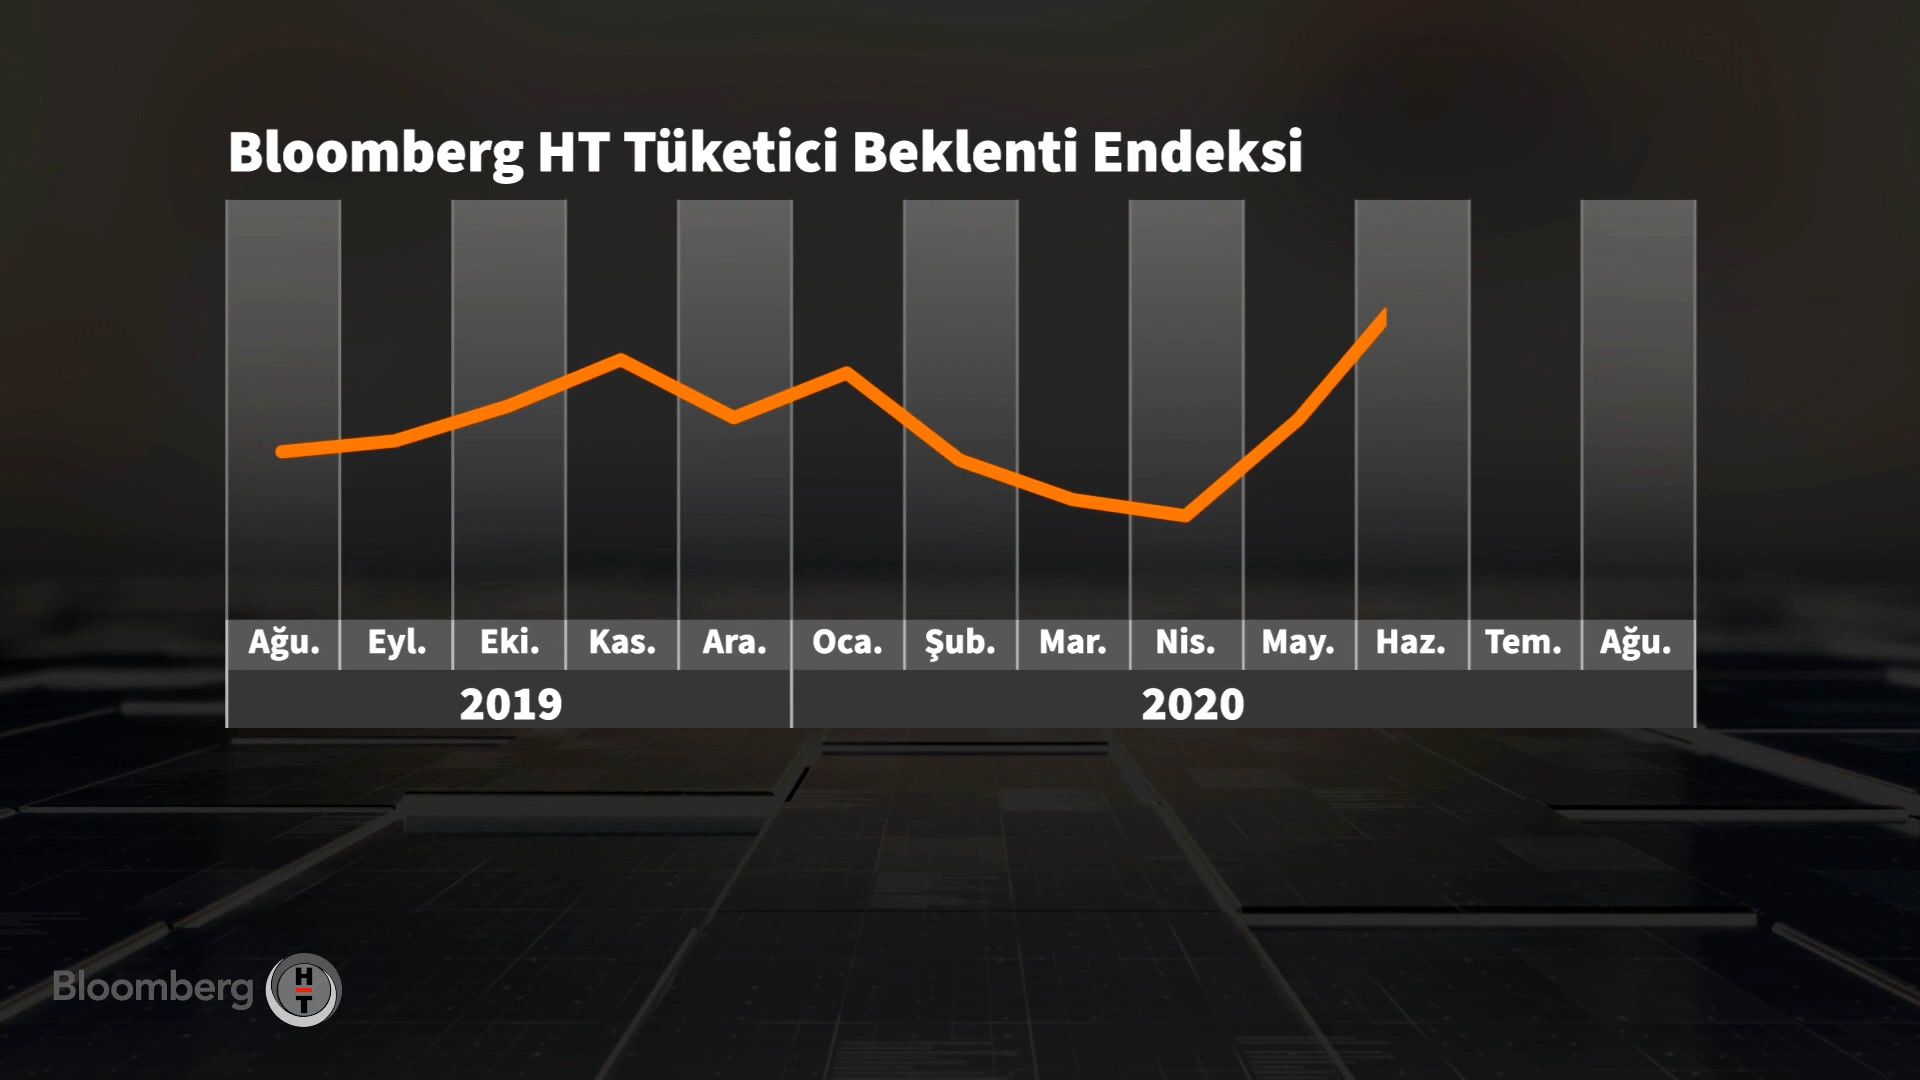 Bloomberg HT Tüketici Beklenti Endeksi
Ağu. Eyl. Eki. Kas. Ara. Oca. Şub. Mar. Nis. May. Haz. Tem. Ağu.
2019 2020
Bloomberg HT